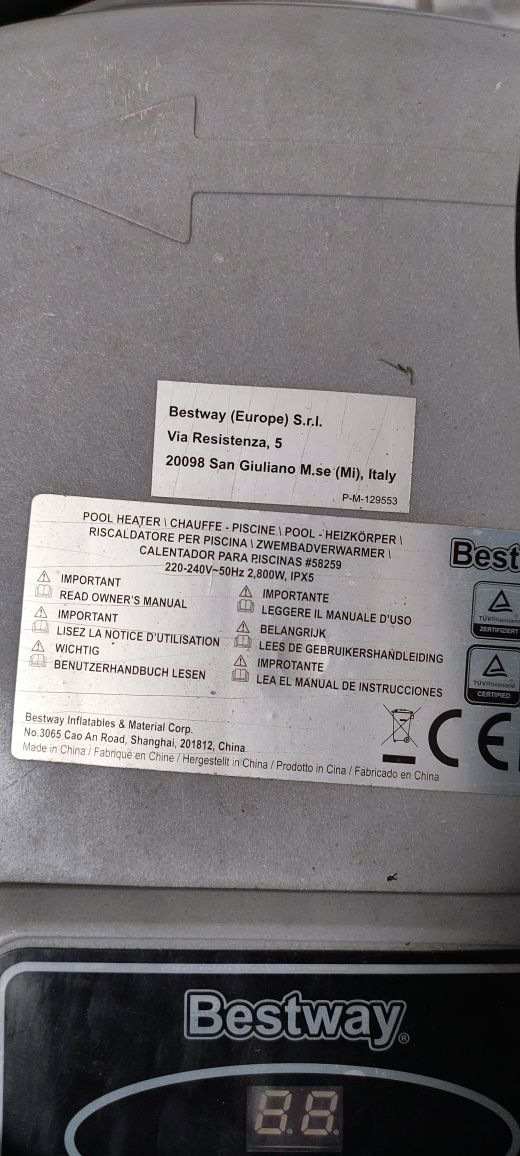 Bestway (Europe) S.r.l.
Via Resistenza, 5
20098 San Giuliano M.se (Mi), Italy
P-M-129553
POOL HEATER \ CHAUFFE - PISCINE \ POOL - HEIZKÖRPER \
RISCALDATORE PER PISCINA \ ZWEMBADVERWARMER \
CALENTADOR PARA PISCINAS #58259
220-240V~50Hz 2,800W, IPX5
IMPORTANT
READ OWNER'S MANUAL
IMPORTANT
LISEZ LA NOTICE D'UTILISATION
WICHTIG
BENUTZERHANDBUCH LESEN
IMPORTANTE
LEGGERE IL MANUALE D'USO
BELANGRIJK
LEES DE GEBRUIKERSHANDLEIDING
IMPROTANTE
LEA EL MANUAL DE INSTRUCCIONES
Best
TÜVRheinland
ZERTIFIZIERT
TÜVRheinland
CERTIFIED
CE
Bestway Inflatables & Material Corp.
No.3065 Cao An Road, Shanghai, 201812, China
Made in China / Fabriqué en Chine / Hergestellt in China / Prodotto in Cina / Fabricado en China
Bestway®